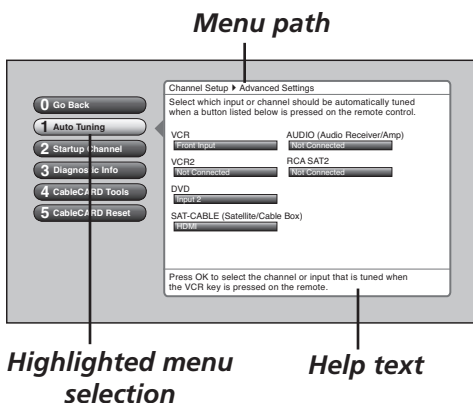 Menu path
Channel Setup ▶ Advanced Settings
0 Go Back
1 Auto Tuning
2 Startup Channel
3 Diagnostic Info
4 CableCARD Tools
5 CableCARD Reset
Select which input or channel should be automatically tuned
when a button listed below is pressed on the remote control.
VCR
Front Input
AUDIO (Audio Receiver/Amp)
Not Connected
VCR2
Not Connected
RCA SAT2
Not Connected
DVD
Input 2
SAT-CABLE (Satellite/Cable Box)
HDMI
Press OK to select the channel or input that is tuned when
the VCR key is pressed on the remote.
Highlighted menu
selection
Help text